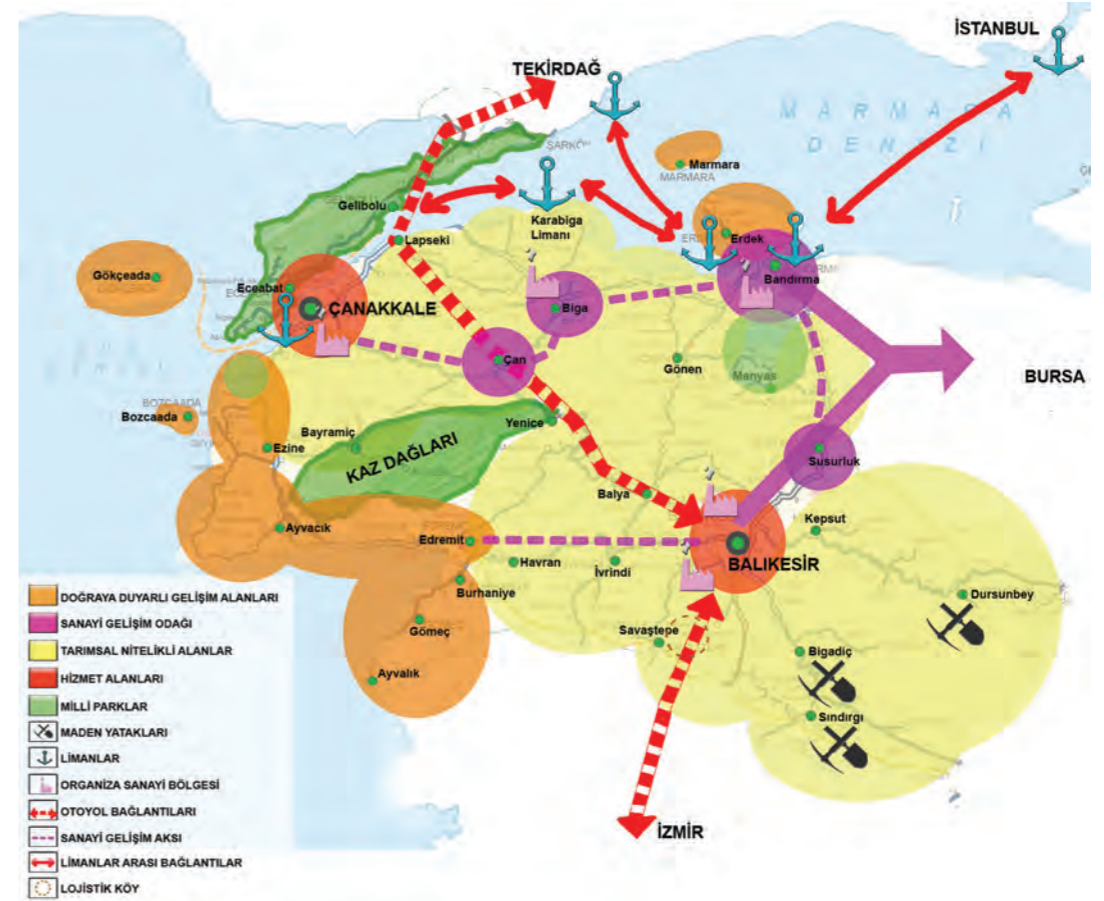 İSTANBUL
TEKİRDAĞ
MARMARA
DENİZİ
ŞARKÖY
Marmara
MARMARA
Gelibolu
Karabiga
Limanı
Erdek
Lapseki
Bandırma
Gökçeada
Eceabat
ÇANAKKALE
Biga
Çan
Gönen
Manyas
BURSA
BOZCAADA
Bozcaada
Yenice
Bayramiç
Ezine
KAZ DAĞLARI
Susurluk
Balya
Kepsut
Ayvacık
Edremit
Havran
İvrindi
BALIKESİR
Burhaniye
Dursunbey
Gömeç
Savaştepe
Bigadiç
Ayvalık
Sındırgı
İZMİR
DOĞRAYA DUYARLI GELİŞİM ALANLARI
SANAYİ GELİŞİM ODAĞI
TARIMSAL NİTELİKLİ ALANLAR
HİZMET ALANLARI
MİLLİ PARKLAR
MADEN YATAKLARI
LİMANLAR
ORGANİZA SANAYİ BÖLGESİ
OTOYOL BAĞLANTILARI
SANAYİ GELİŞİM AKSI
LİMANLAR ARASI BAĞLANTILAR
LOJİSTİK KÖY